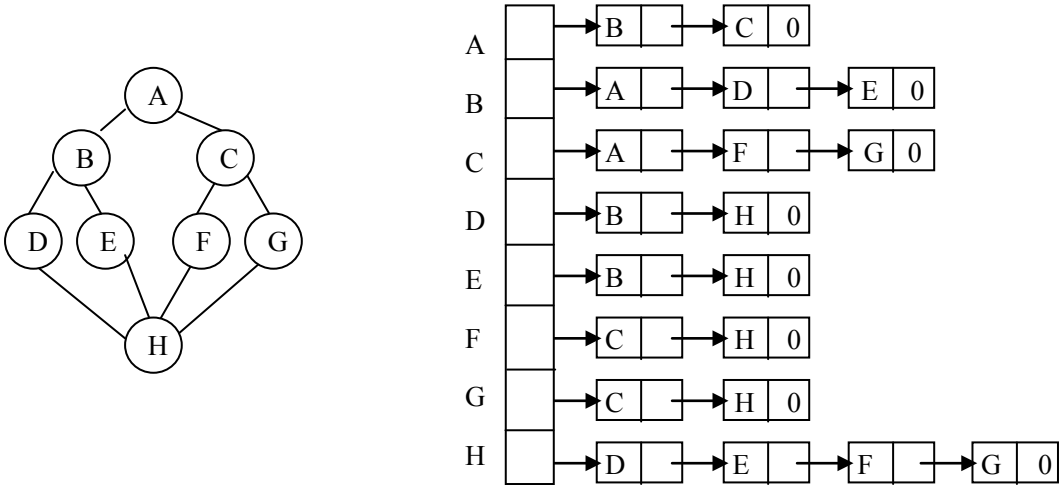 A
B C
D E F G
H
A B C 0
B A D E 0
C A F G 0
D B H 0
E B H 0
F C H 0
G C H 0
H D E F G 0